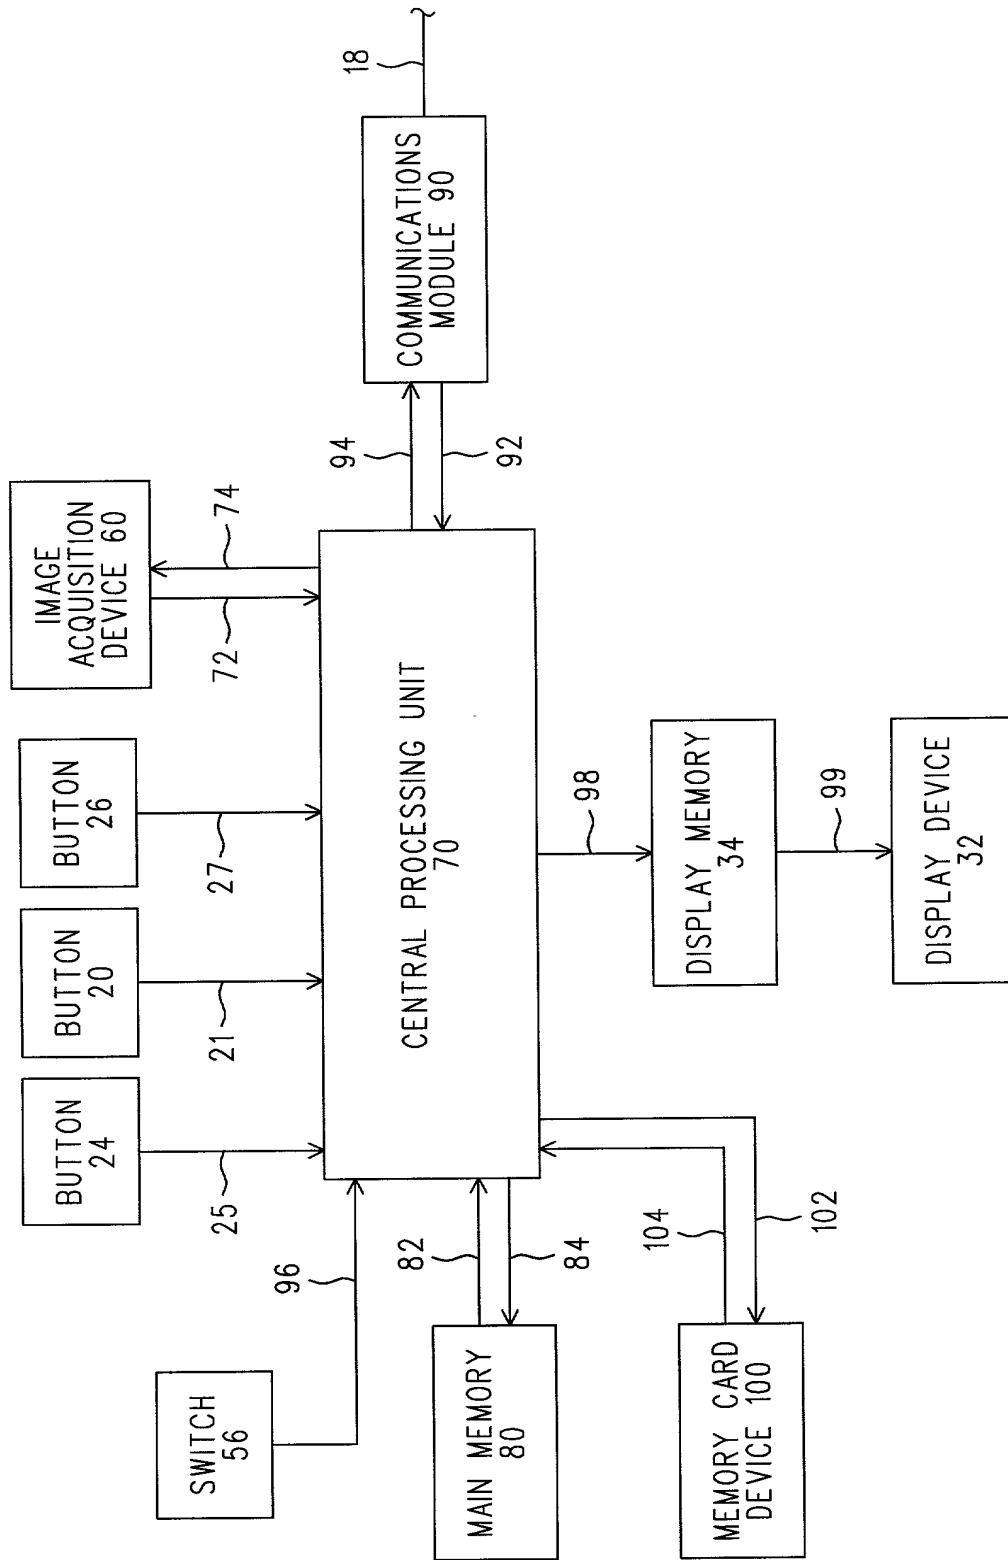 SWITCH
56
BUTTON
24
BUTTON
20
BUTTON
26
IMAGE
ACQUISITION
DEVICE 60
96
25
21
27
72
74
MAIN MEMORY
80
82
84
CENTRAL PROCESSING UNIT
70
94
92
COMMUNICATIONS
MODULE 90
18
MEMORY CARD
DEVICE 100
104
102
98
DISPLAY MEMORY
34
99
DISPLAY DEVICE
32